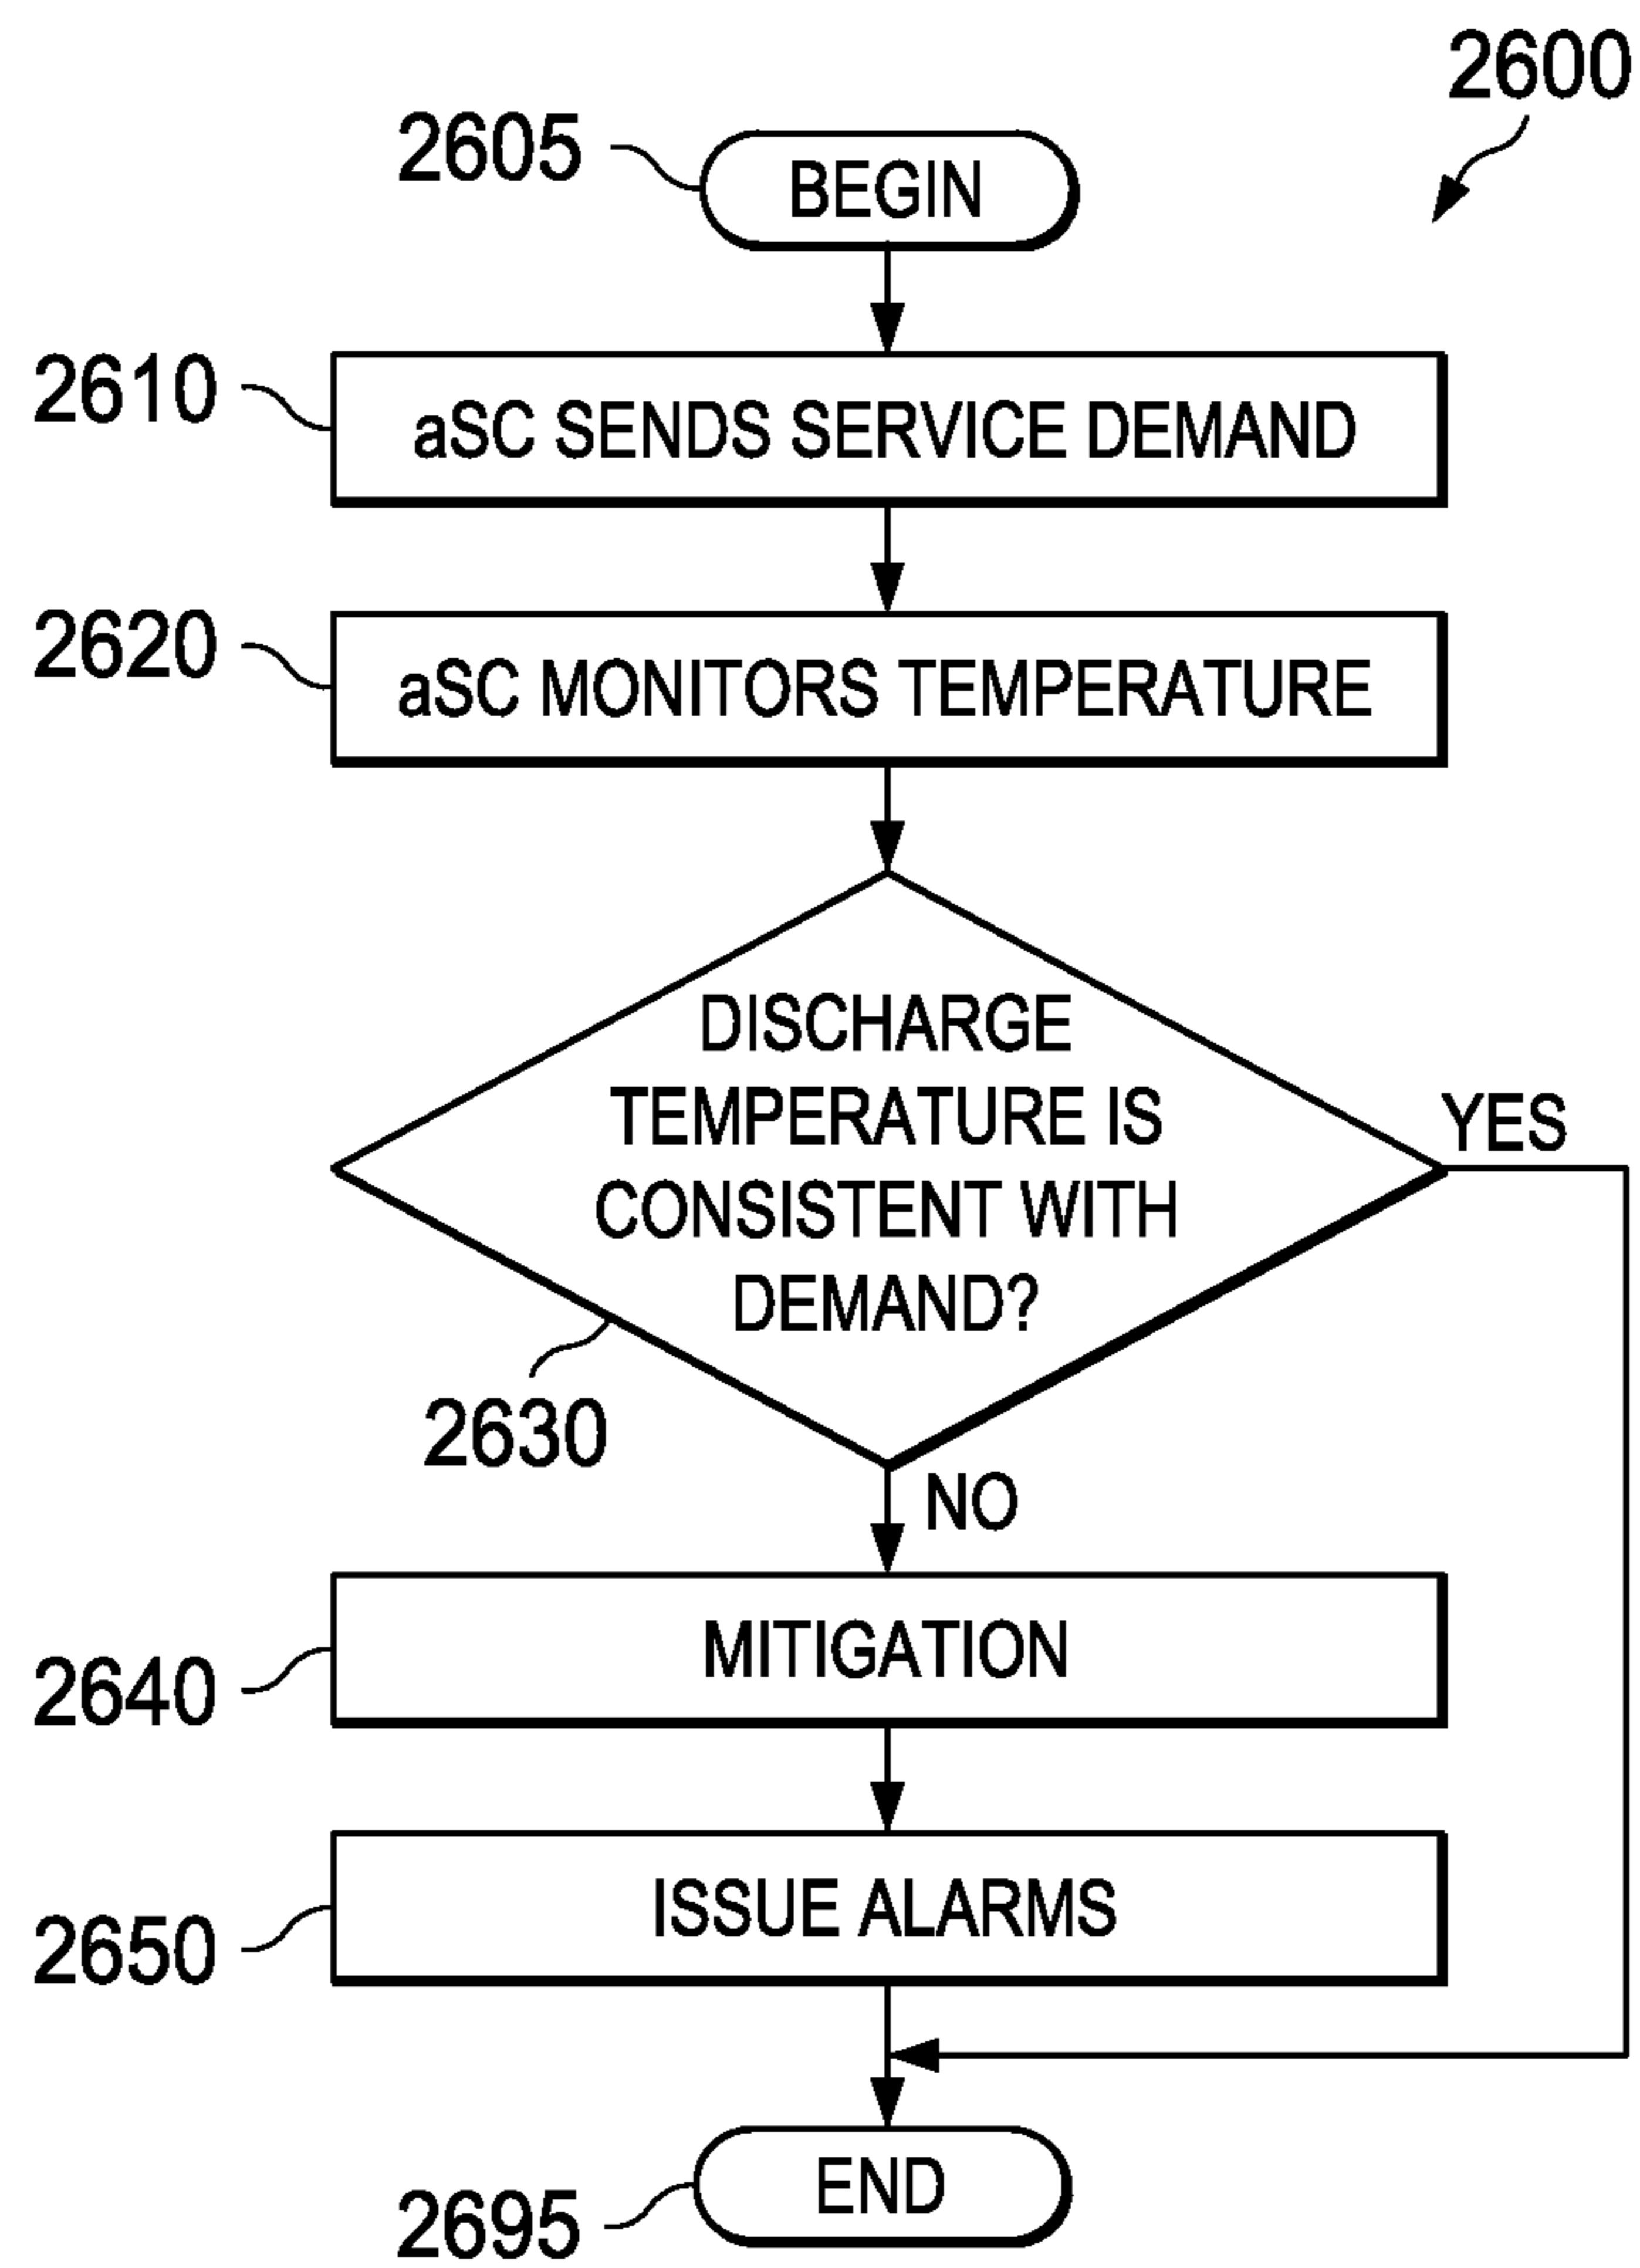 2600
2605
BEGIN
2610
aSC SENDS SERVICE DEMAND
2620
aSC MONITORS TEMPERATURE
DISCHARGE
TEMPERATURE IS
CONSISTENT WITH
DEMAND?
YES
2630
NO
2640
MITIGATION
2650
ISSUE ALARMS
2695
END